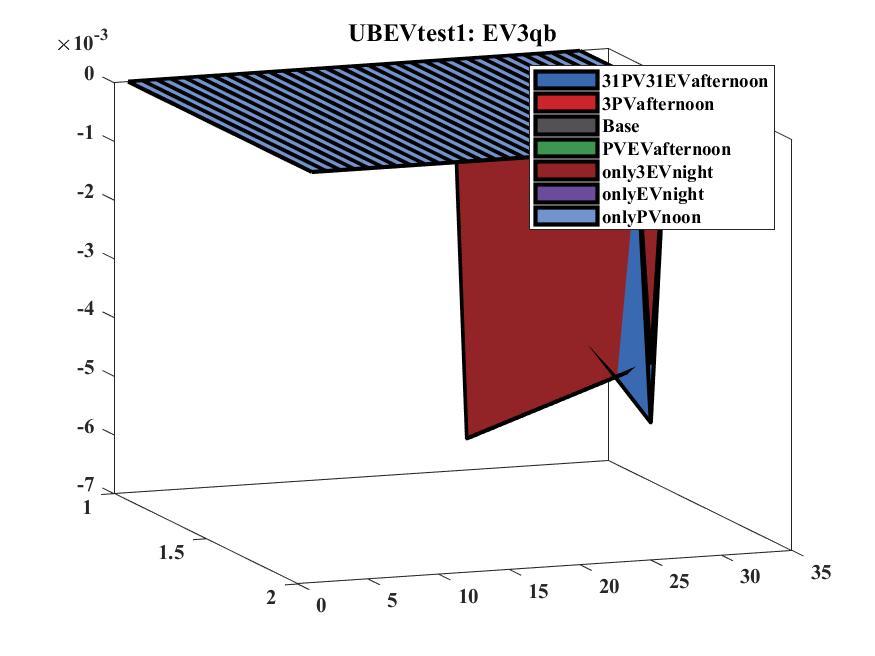 UBEVtest1: EV3qb
×10⁻³
0
-1
-2
-3
-4
-5
-6
-7
31PV31EVafternoon
3PVafternoon
Base
PVEVafternoon
only3EVnight
onlyEVnight
onlyPVnoon
1
1.5
2
0
5
10
15
20
25
30
35